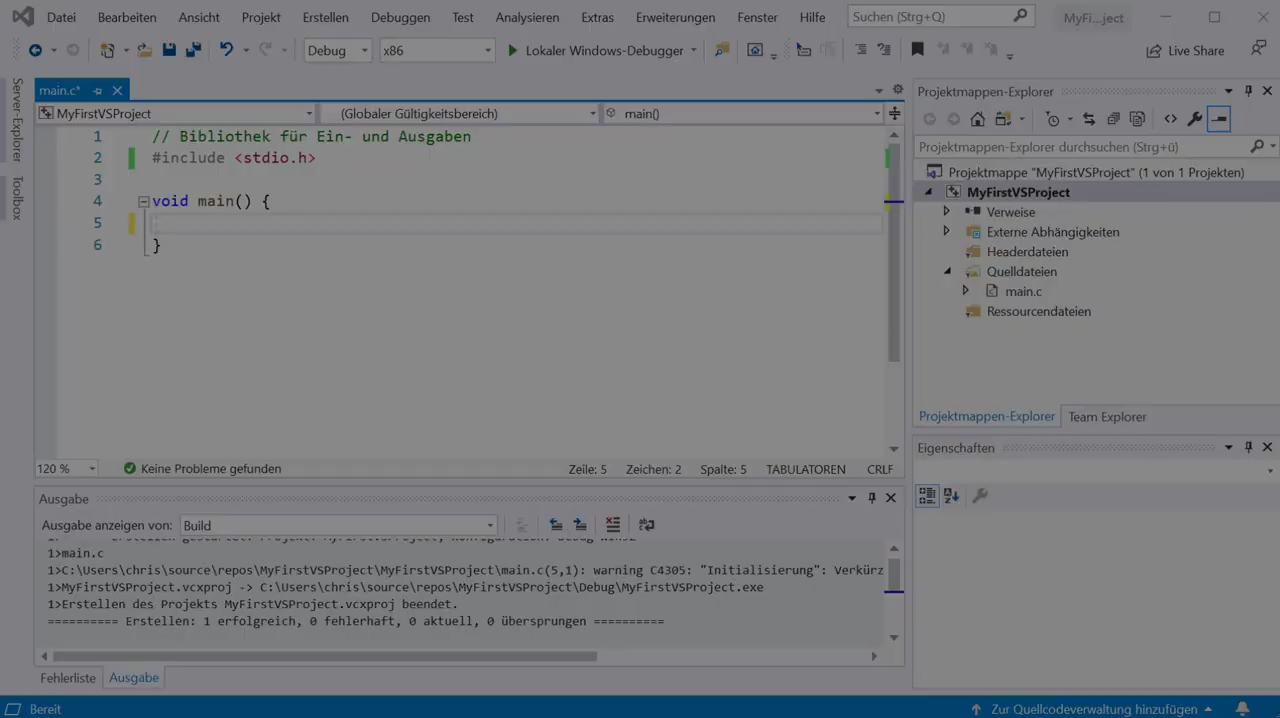 Datei Bearbeiten Ansicht Projekt Erstellen Debuggen Test Analysieren Extras Erweiterungen Fenster Hilfe Suchen (Strg+Q) MyFi...ject
Debug x86 Lokaler Windows-Debugger Live Share
Server-Explorer
Toolbox
main.c*
MyFirstVSProject (Globaler Gültigkeitsbereich) main()
1 // Bibliothek für Ein- und Ausgaben
2 #include <stdio.h>
3
4 void main() {
5
6 }
120 % Keine Probleme gefunden Zeile: 5 Zeichen: 2 Spalte: 5 TABULATOREN CRLF
Ausgabe
Ausgabe anzeigen von: Build
1>main.c
1>C:\Users\chris\source\repos\MyFirstVSProject\MyFirstVSProject\main.c(5,1): warning C4305: "Initialisierung": Verkürz
1>MyFirstVSProject.vcxproj -> C:\Users\chris\source\repos\MyFirstVSProject\Debug\MyFirstVSProject.exe
1>Erstellen des Projekts MyFirstVSProject.vcxproj beendet.
========== Erstellen: 1 erfolgreich, 0 fehlerhaft, 0 aktuell, 0 übersprungen ==========
Fehlerliste Ausgabe
Projektmappen-Explorer
Projektmappen-Explorer durchsuchen (Strg+ü)
Projektmappe "MyFirstVSProject" (1 von 1 Projekten)
MyFirstVSProject
Verweise
Externe Abhängigkeiten
Headerdateien
Quelldateien
main.c
Ressourcendateien
Projektmappen-Explorer Team Explorer
Eigenschaften
Bereit Zur Quellcodeverwaltung hinzufügen